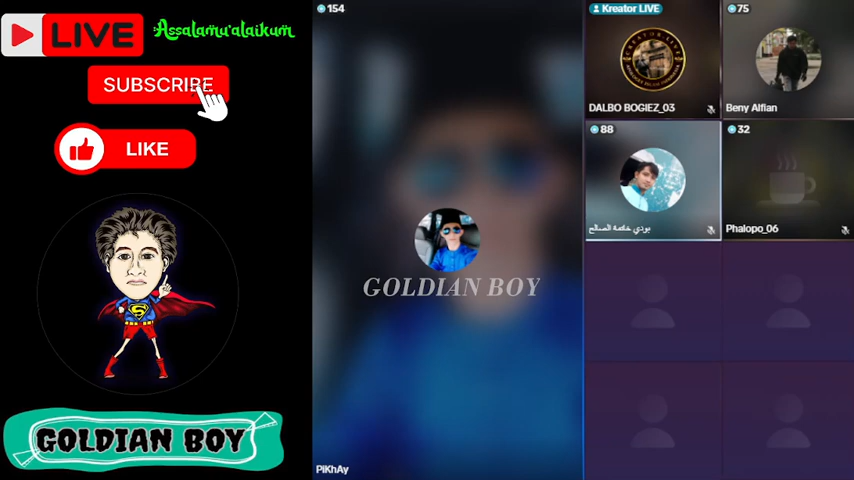 LIVE
Assalamu'alaikum
SUBSCRIBE
LIKE
GOLDIAN BOY
154
GOLDIAN BOY
PiKhAy
Kreator LIVE
DALBO BOGIEZ_03
75
Beny Alfian
88
بودي خاصة الصالح
32
Phalopo_06